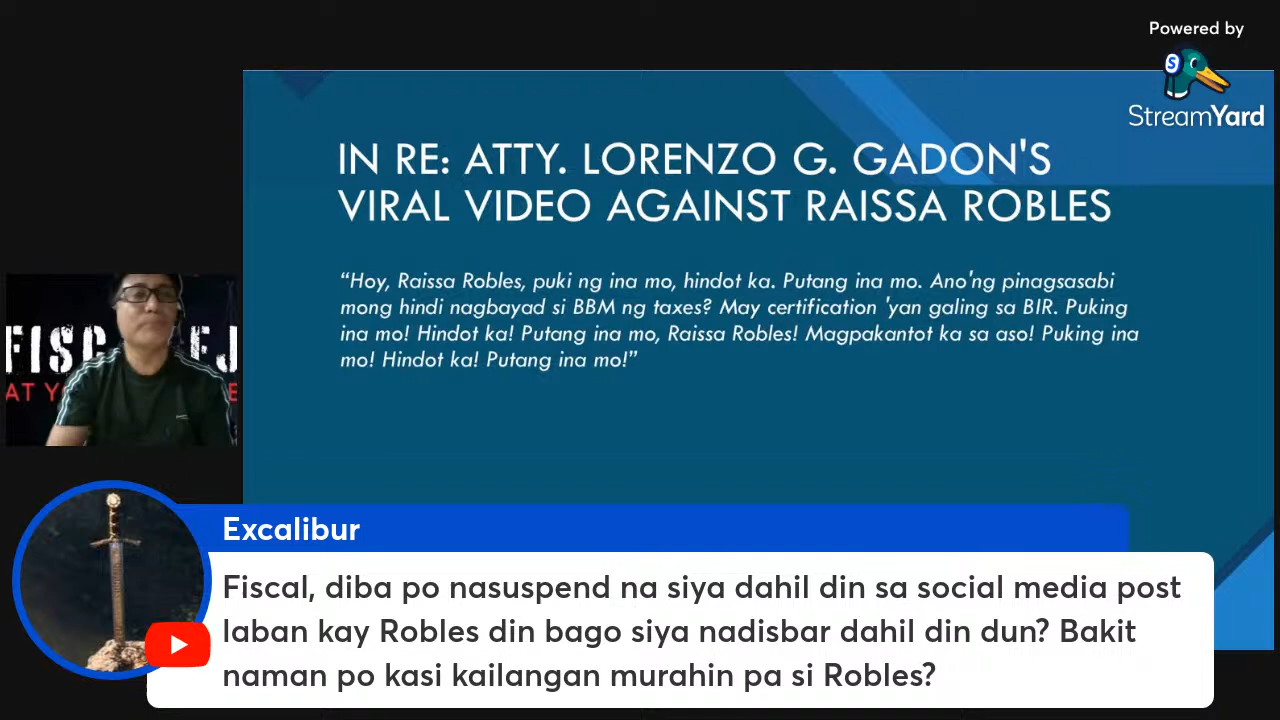 Powered by
StreamYard
IN RE: ATTY. LORENZO G. GADON'S
VIRAL VIDEO AGAINST RAISSA ROBLES
“Hoy, Raissa Robles, puki ng ina mo, hindot ka. Putang ina mo. Ano'ng pinagsasabi
mong hindi nagbayad si BBM ng taxes? May certification 'yan galing sa BIR. Puking
ina mo! Hindot ka! Putang ina mo, Raissa Robles! Magpakantot ka sa aso! Puking ina
mo! Hindot ka! Putang ina mo!”
Excalibur
Fiscal, diba po nasuspend na siya dahil din sa social media post
laban kay Robles din bago siya nadisbar dahil din dun? Bakit
naman po kasi kailangan murahin pa si Robles?